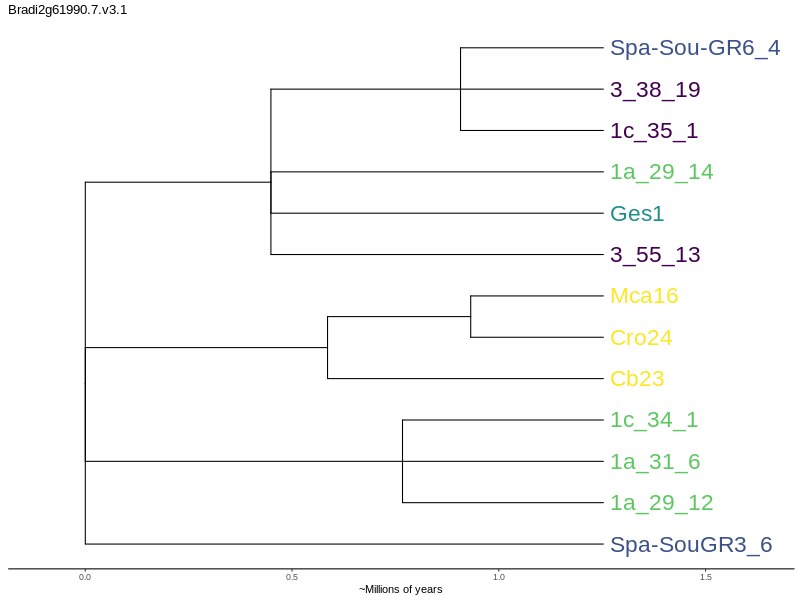 Bradi2g61990.7.v3.1
Spa-Sou-GR6_4
3_38_19
1c_35_1
1a_29_14
Ges1
3_55_13
Mca16
Cro24
Cb23
1c_34_1
1a_31_6
1a_29_12
Spa-SouGR3_6
0.0 0.5 1.0 1.5
~Millions of years